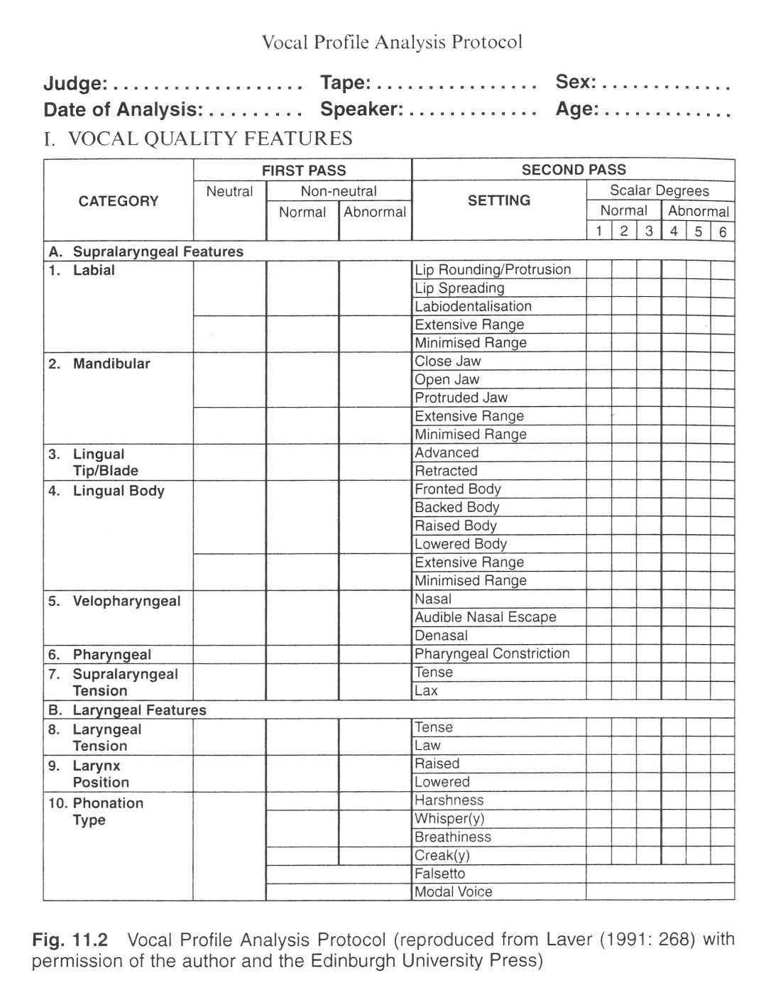 Vocal Profile Analysis Protocol
Judge: ................... Tape: ................ Sex: .............
Date of Analysis: .......... Speaker: ............. Age: .............
I. VOCAL QUALITY FEATURES
CATEGORY FIRST PASS SECOND PASS
Neutral Non-neutral SETTING Scalar Degrees
Normal Abnormal Normal Abnormal
1 2 3 4 5 6
A. Supralaryngeal Features
1. Labial Lip Rounding/Protrusion
Lip Spreading
Labiodentalisation
Extensive Range
Minimised Range
2. Mandibular Close Jaw
Open Jaw
Protruded Jaw
Extensive Range
Minimised Range
3. Lingual Advanced
Tip/Blade Retracted
4. Lingual Body Fronted Body
Backed Body
Raised Body
Lowered Body
Extensive Range
Minimised Range
5. Velopharyngeal Nasal
Audible Nasal Escape
Denasal
6. Pharyngeal Pharyngeal Constriction
7. Supralaryngeal Tense
Tension Lax
B. Laryngeal Features
8. Laryngeal Tense
Tension Law
9. Larynx Raised
Position Lowered
10. Phonation Harshness
Type Whisper(y)
Breathiness
Creak(y)
Falsetto
Modal Voice
Fig. 11.2 Vocal Profile Analysis Protocol (reproduced from Laver (1991: 268) with
permission of the author and the Edinburgh University Press)